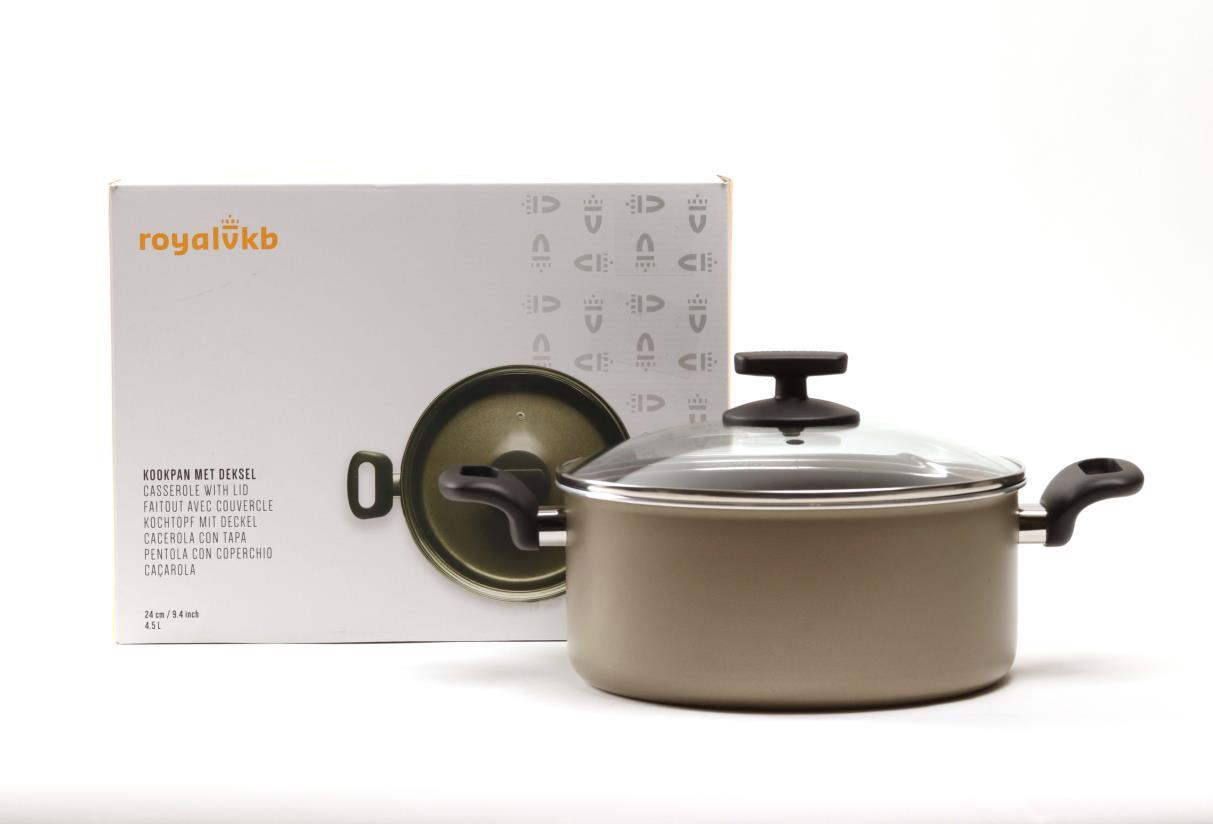 royalvkb
KOOKPAN MET DEKSEL
CASSEROLE WITH LID
FAITOUT AVEC COUVERCLE
KOCHTOPF MIT DECKEL
CACEROLA CON TAPA
PENTOLA CON COPERCHIO
CAÇAROLA
24 cm / 9.4 inch
4.5 L